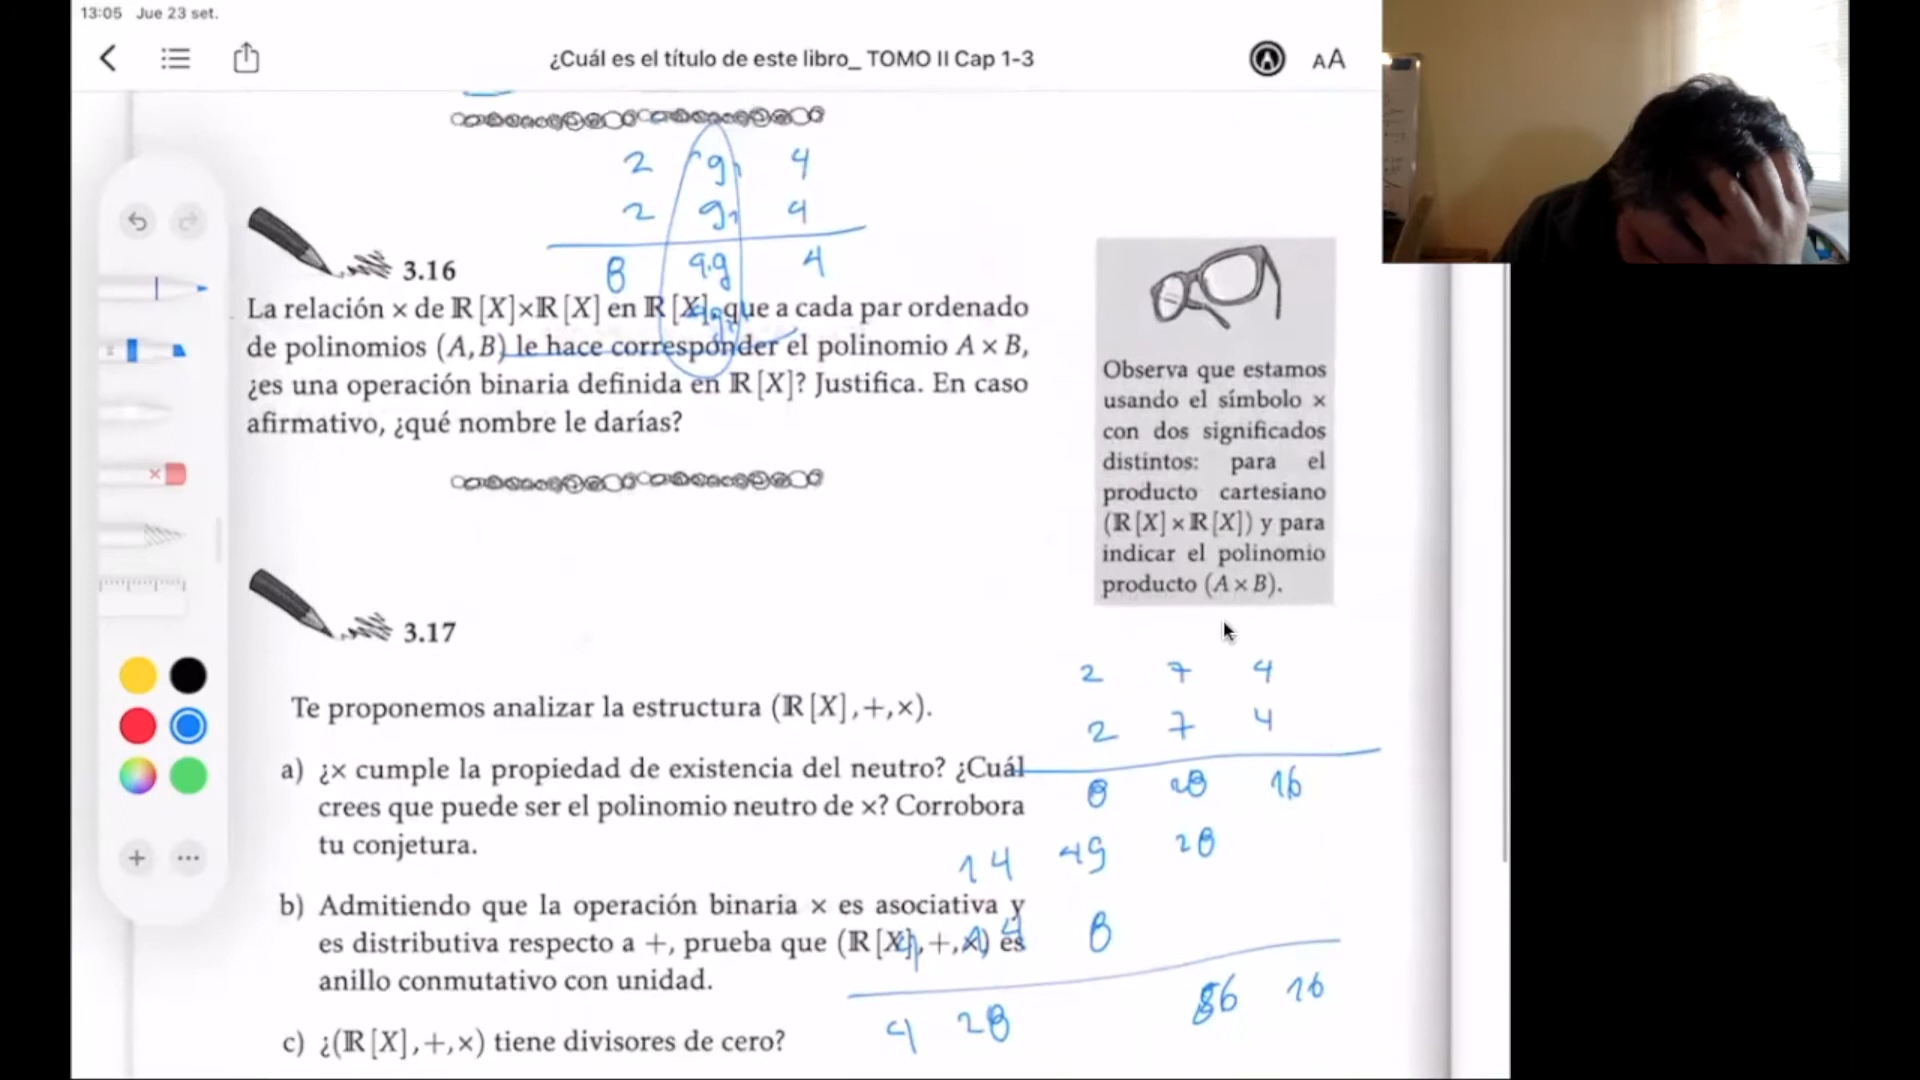 13:05 Jue 23 set.
¿Cuál es el título de este libro_ TOMO II Cap 1-3
AA
2 9 4
2 9 4
8 9.9 4
3.16
La relación × de ℝ[X]×ℝ[X] en ℝ[X], que a cada par ordenado
de polinomios (A,B) le hace corresponder el polinomio A × B,
¿es una operación binaria definida en ℝ[X]? Justifica. En caso
afirmativo, ¿qué nombre le darías?
Observa que estamos
usando el símbolo ×
con dos significados
distintos: para el
producto cartesiano
(ℝ[X]×ℝ[X]) y para
indicar el polinomio
producto (A×B).
3.17
Te proponemos analizar la estructura (ℝ[X],+,×).
a) ¿× cumple la propiedad de existencia del neutro? ¿Cuál
crees que puede ser el polinomio neutro de ×? Corrobora
tu conjetura.
b) Admitiendo que la operación binaria × es asociativa y
es distributiva respecto a +, prueba que (ℝ[X],+,×) es
anillo conmutativo con unidad.
c) ¿(ℝ[X],+,×) tiene divisores de cero?
2 7 4
2 7 4
8 28 16
14 49 28
4 14 8
4 28 56 16